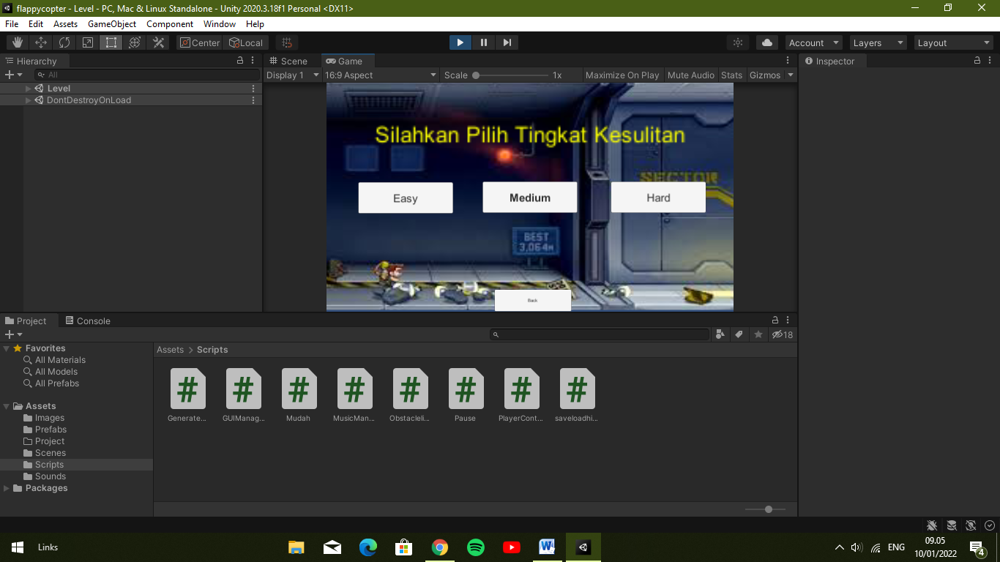 flappycopter - Level - PC, Mac & Linux Standalone - Unity 2020.3.18f1 Personal <DX11>
File Edit Assets GameObject Component Window Help
Center Local Account Layers Layout
Hierarchy
All
Level
DontDestroyOnLoad
Scene Game
Display 1 16:9 Aspect Scale 1x Maximize On Play Mute Audio Stats Gizmos
Silahkan Pilih Tingkat Kesulitan
SECTOR
Easy Medium Hard
BEST
3,064M
Back
Inspector
Project Console
18
Favorites
All Materials
All Models
All Prefabs
Assets
Images
Prefabs
Project
Scenes
Scripts
Sounds
Packages
Assets > Scripts
Generate... GUIManag... Mudah MusicMan... Obstacleli... Pause PlayerCont... saveloadhi...
Links
ENG
09.05
10/01/2022
4